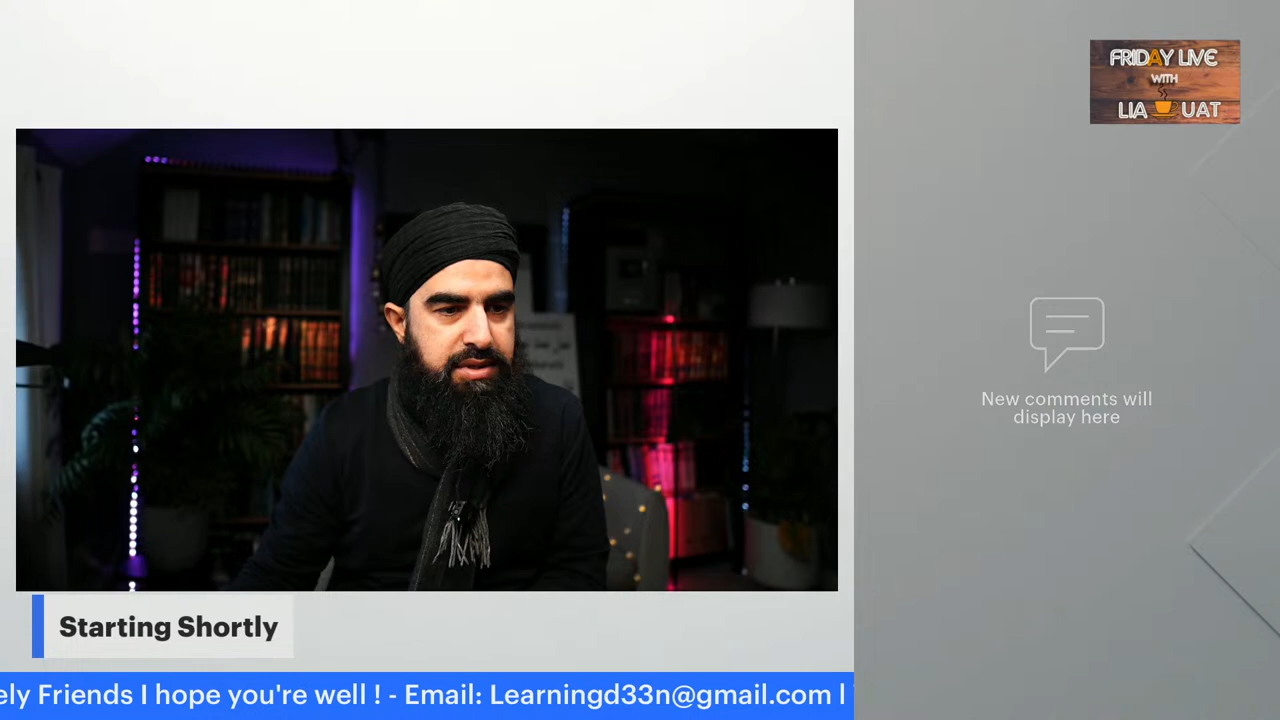 FRIDAY LIVE
WITH
LIA UAT
New comments will
display here
Starting Shortly
ely Friends I hope you're well ! - Email: Learningd33n@gmail.com l